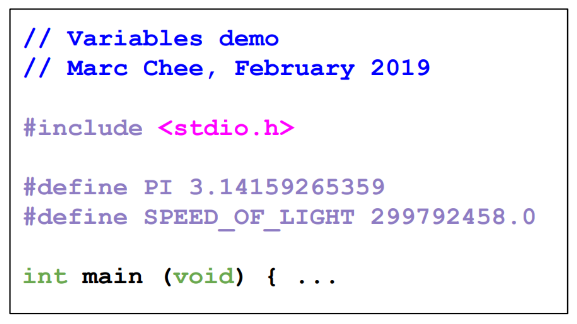 // Variables demo
// Marc Chee, February 2019
#include <stdio.h>
#define PI 3.14159265359
#define SPEED_OF_LIGHT 299792458.0
int main (void) { ...